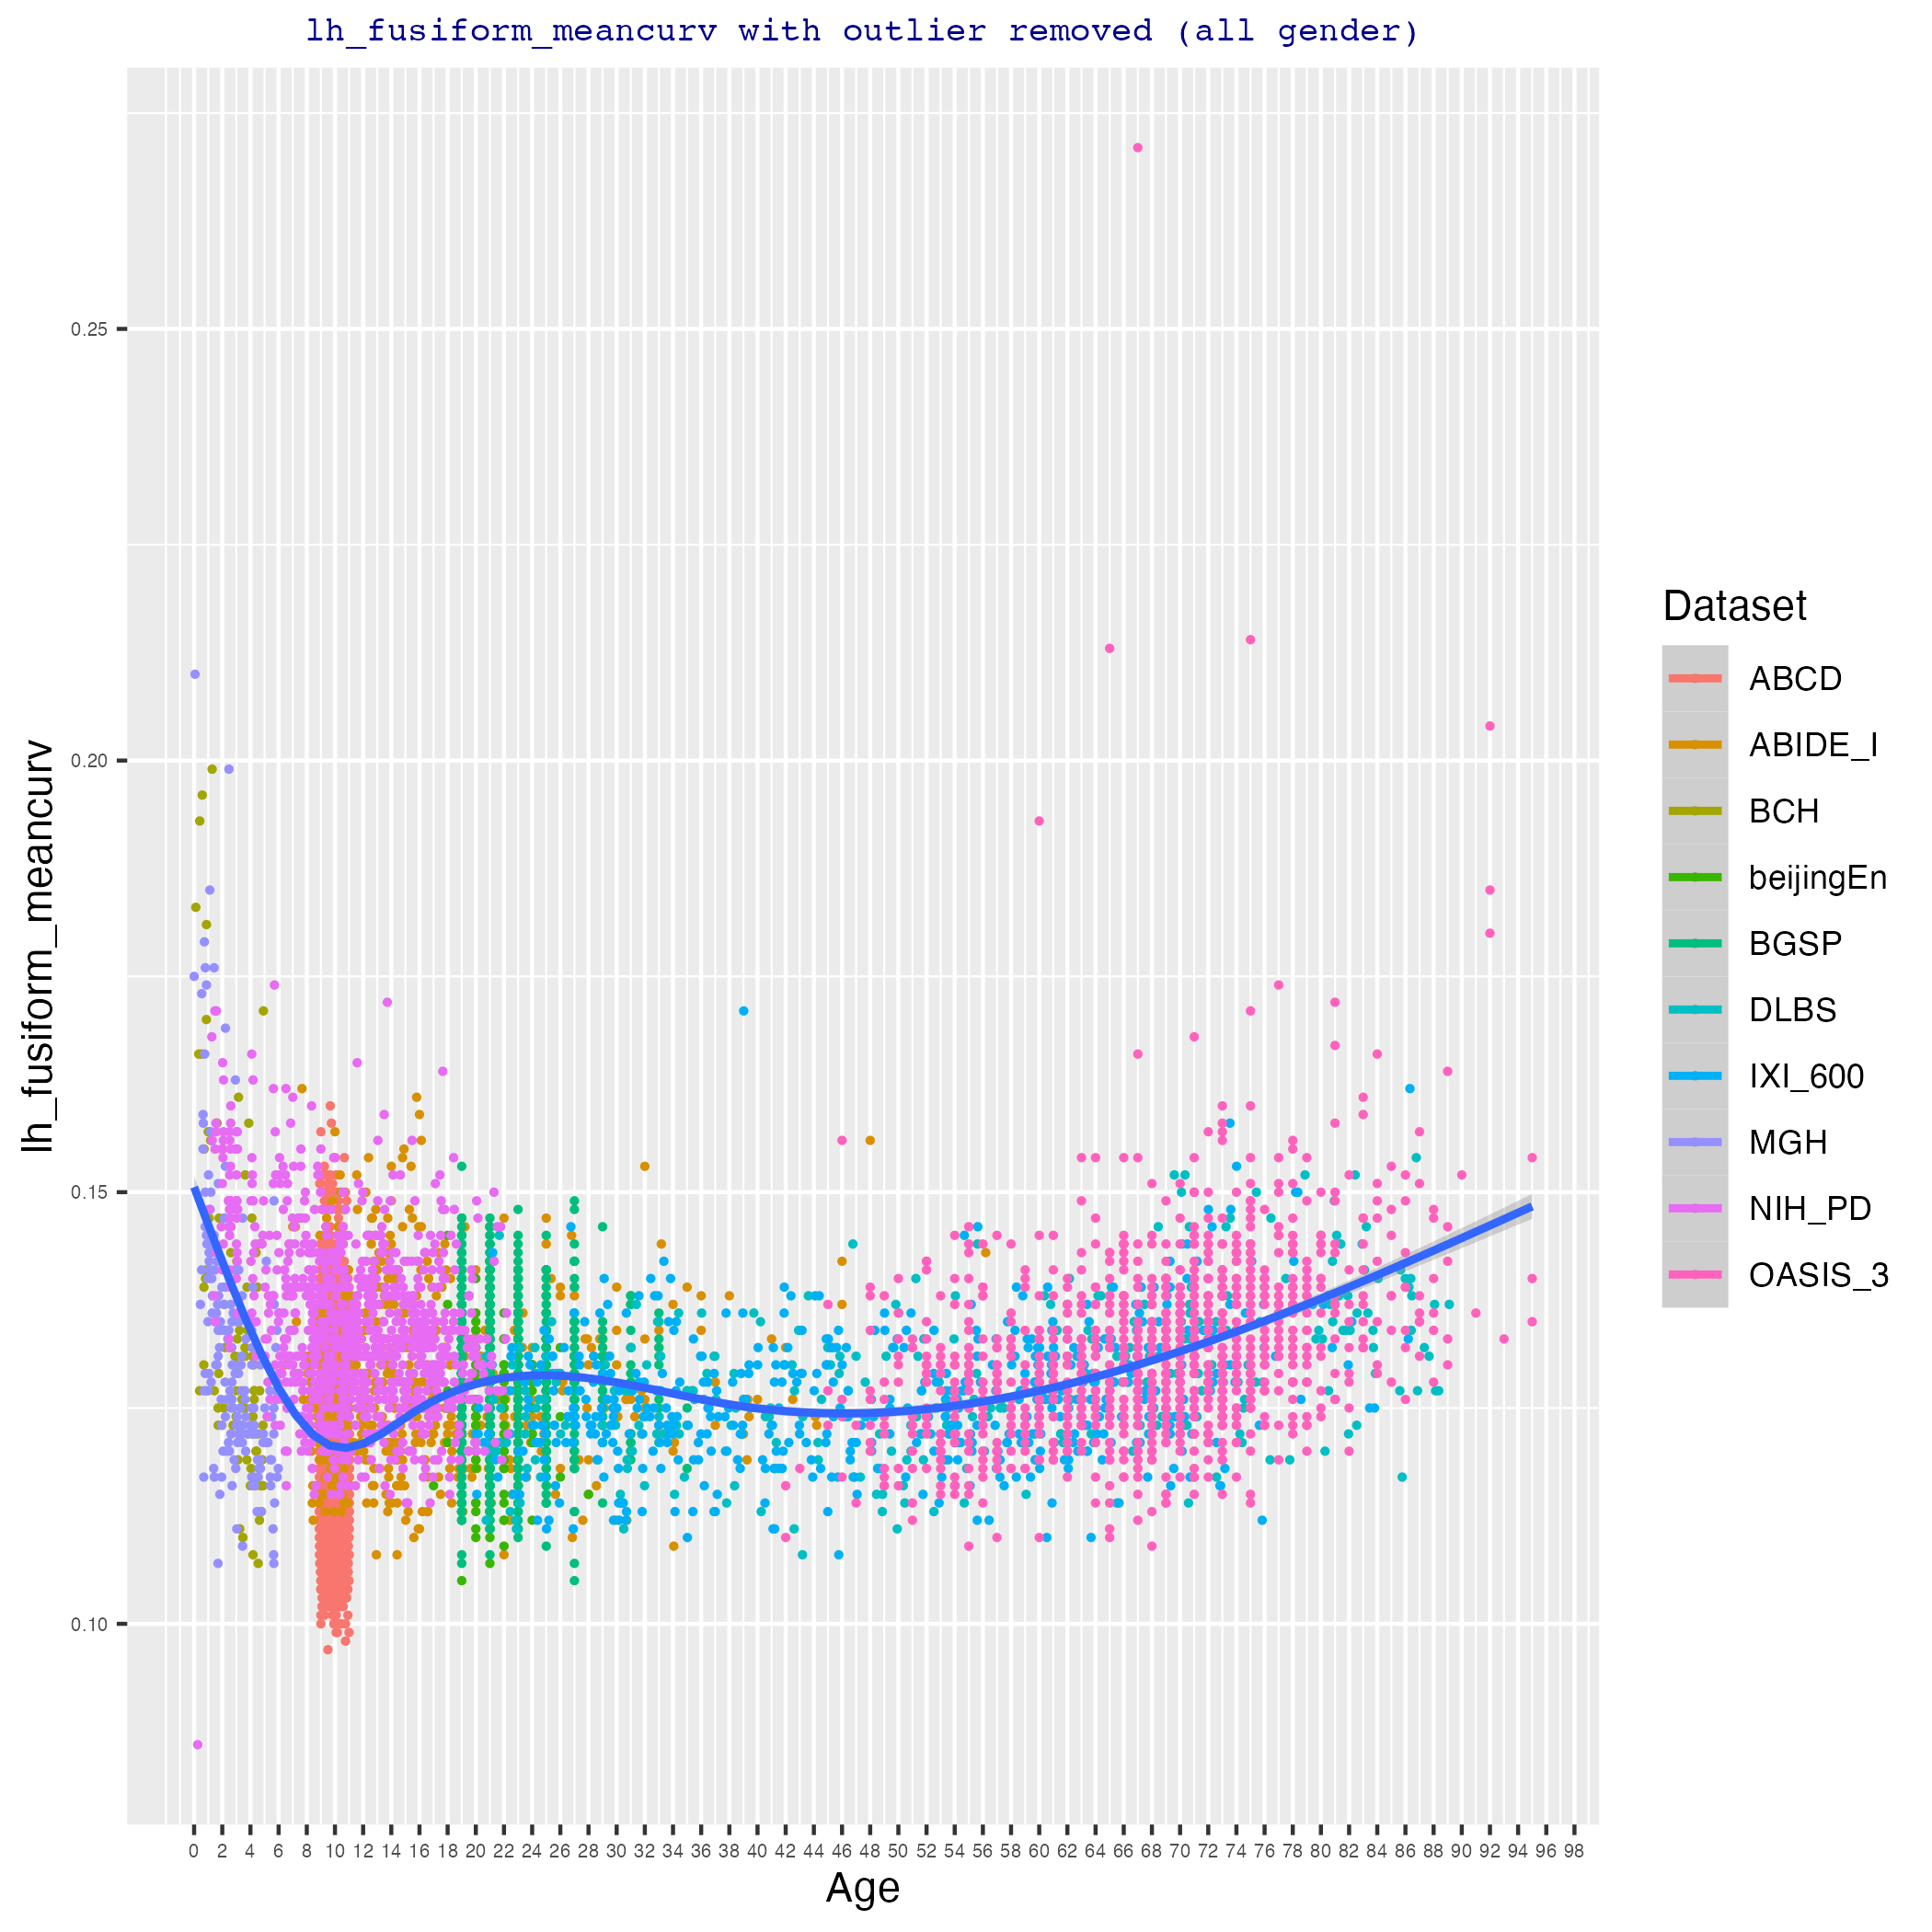 lh_fusiform_meancurv with outlier removed (all gender)
lh_fusiform_meancurv
0.25
0.20
0.15
0.10
0 2 4 6 8 10 12 14 16 18 20 22 24 26 28 30 32 34 36 38 40 42 44 46 48 50 52 54 56 58 60 62 64 66 68 70 72 74 76 78 80 82 84 86 88 90 92 94 96 98
Age
Dataset
ABCD
ABIDE_I
BCH
beijingEn
BGSP
DLBS
IXI_600
MGH
NIH_PD
OASIS_3